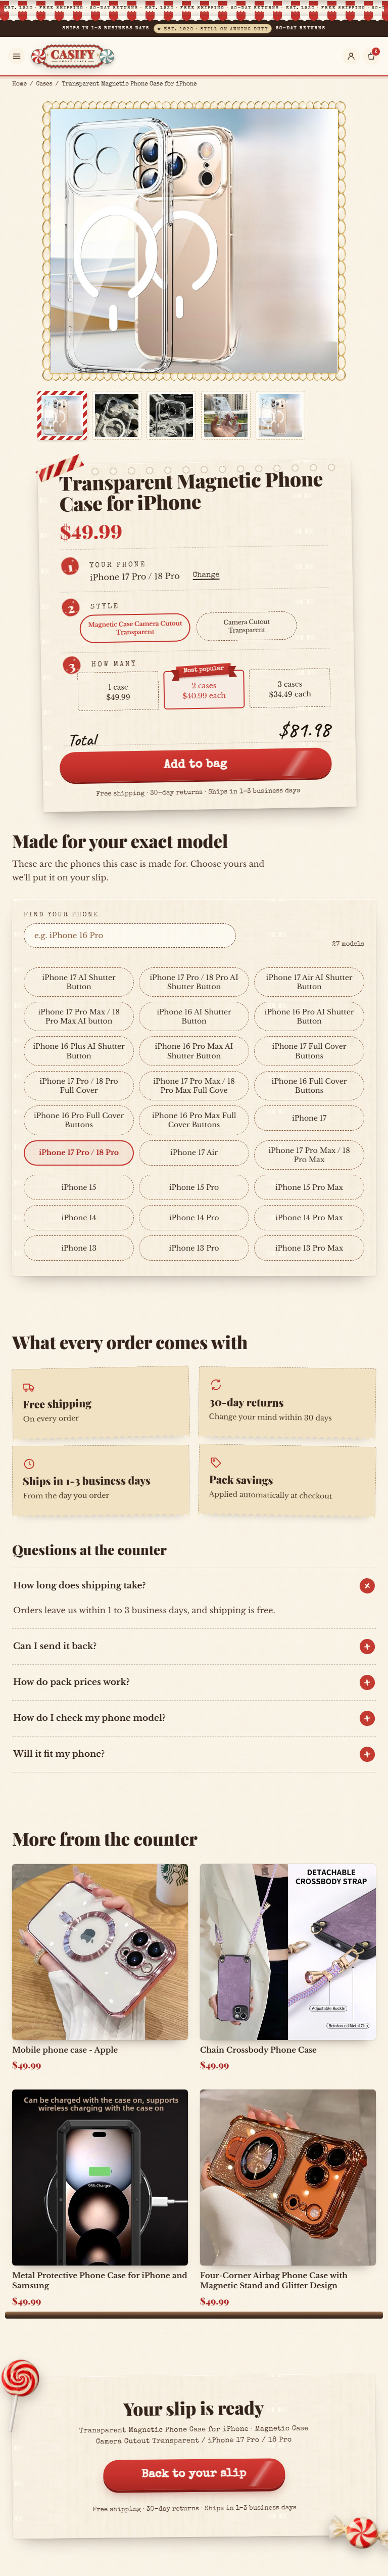 EST. 1920 · FREE SHIPPING · 30-DAY RETURNS · EST. 1920 · FREE SHIPPING · 30-DAY RETURNS · EST. 1920 · FREE SHIPPING · 30-DAY RETURNS
SHIPS IN 1–3 BUSINESS DAYS ★ EST. 1920 · STILL ON ANKING DUTY 30-DAY RETURNS
CASIFY
Home / Cases / Transparent Magnetic Phone Case for iPhone
Transparent Magnetic Phone
Case for iPhone
$49.99
1 YOUR PHONE
iPhone 17 Pro / 18 Pro Change
2 STYLE
Magnetic Case Camera Cutout
Transparent
Camera Cutout
Transparent
3 HOW MANY
1 case
$49.99
Most popular
2 cases
$40.99 each
3 cases
$34.49 each
Total $81.98
Add to bag
Free shipping · 30-day returns · Ships in 1–3 business days
Made for your exact model
These are the phones this case is made for. Choose yours and
we'll put it on your slip.
FIND YOUR PHONE
e.g. iPhone 16 Pro
27 models
iPhone 17 AI Shutter
Button
iPhone 17 Pro / 18 Pro AI
Shutter Button
iPhone 17 Air AI Shutter
Button
iPhone 17 Pro Max / 18
Pro Max AI button
iPhone 16 AI Shutter
Button
iPhone 16 Pro AI Shutter
Button
iPhone 16 Plus AI Shutter
Button
iPhone 16 Pro Max AI
Shutter Button
iPhone 17 Full Cover
Buttons
iPhone 17 Pro / 18 Pro
Full Cover
iPhone 17 Pro Max / 18
Pro Max Full Cove
iPhone 16 Full Cover
Buttons
iPhone 16 Pro Full Cover
Buttons
iPhone 16 Pro Max Full
Cover Buttons
iPhone 17
iPhone 17 Pro / 18 Pro
iPhone 17 Air
iPhone 17 Pro Max / 18
Pro Max
iPhone 15
iPhone 15 Pro
iPhone 15 Pro Max
iPhone 14
iPhone 14 Pro
iPhone 14 Pro Max
iPhone 13
iPhone 13 Pro
iPhone 13 Pro Max
What every order comes with
Free shipping
On every order
30-day returns
Change your mind within 30 days
Ships in 1-3 business days
From the day you order
Pack savings
Applied automatically at checkout
Questions at the counter
How long does shipping take?
Orders leave us within 1 to 3 business days, and shipping is free.
Can I send it back?
How do pack prices work?
How do I check my phone model?
Will it fit my phone?
More from the counter
DETACHABLE
CROSSBODY STRAP
Adjustable Buckle
Reinforced Metal Clip
Mobile phone case - Apple
$49.99
Chain Crossbody Phone Case
$49.99
Can be charged with the case on, supports
wireless charging with the case on
Metal Protective Phone Case for iPhone and
Samsung
$49.99
Four-Corner Airbag Phone Case with
Magnetic Stand and Glitter Design
$49.99
Your slip is ready
Transparent Magnetic Phone Case for iPhone · Magnetic Case
Camera Cutout Transparent / iPhone 17 Pro / 18 Pro
Back to your slip
Free shipping · 30-day returns · Ships in 1–3 business days